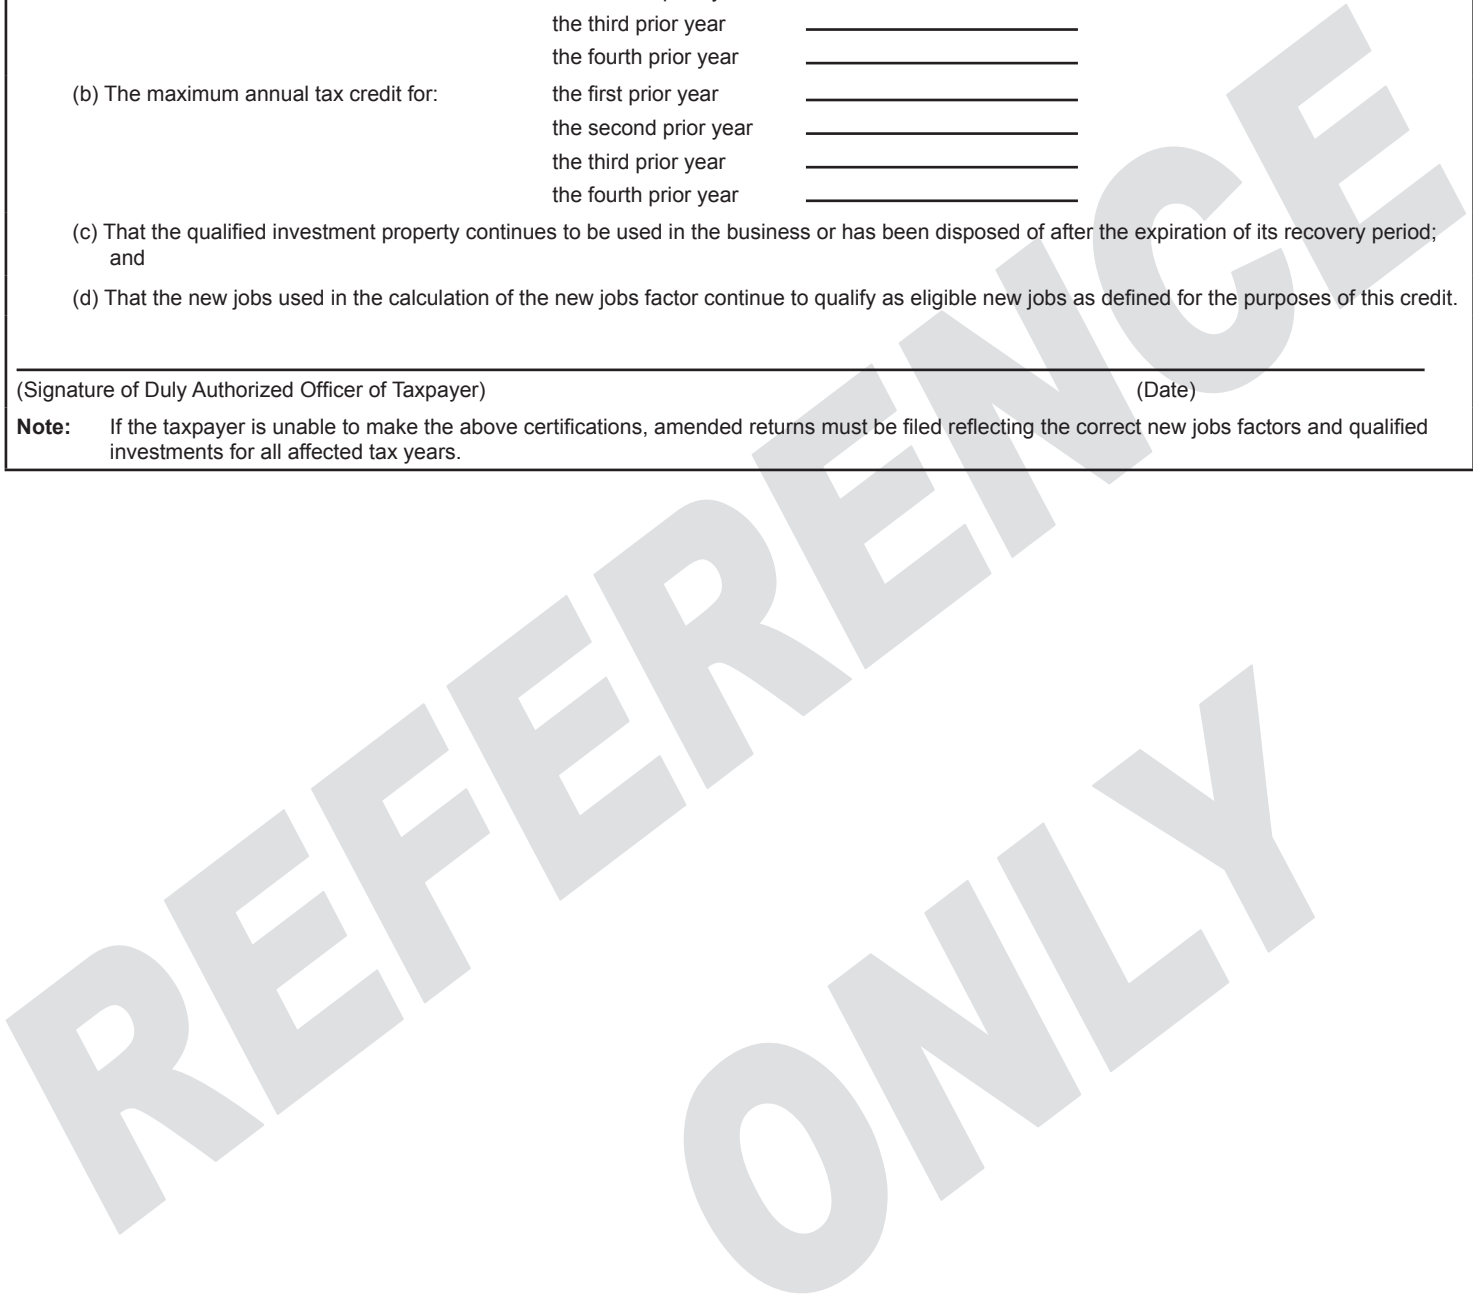 the third prior year
the fourth prior year
(b) The maximum annual tax credit for: the first prior year
the second prior year
the third prior year
the fourth prior year
(c) That the qualified investment property continues to be used in the business or has been disposed of after the expiration of its recovery period;
and
(d) That the new jobs used in the calculation of the new jobs factor continue to qualify as eligible new jobs as defined for the purposes of this credit.
(Signature of Duly Authorized Officer of Taxpayer) (Date)
Note: If the taxpayer is unable to make the above certifications, amended returns must be filed reflecting the correct new jobs factors and qualified
investments for all affected tax years.
REFERENCE
ONLY